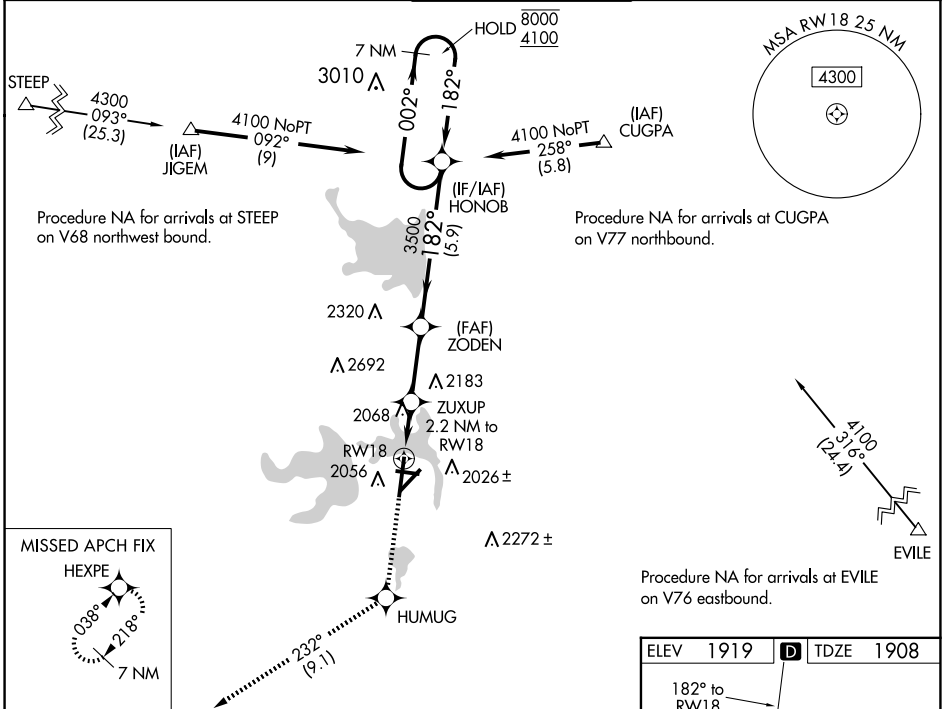 HOLD 8000
4100
7 NM
3010
002°
182°
STEEP
4300
093°
(25.3)
(IAF)
JIGEM
4100 NoPT
092°
(9)
4100 NoPT
258°
(5.8)
(IAF)
CUGPA
MSA RW18 25 NM
4300
(IF/IAF)
HONOB
Procedure NA for arrivals at STEEP
on V68 northwest bound.
Procedure NA for arrivals at CUGPA
on V77 northbound.
3500
182°
(5.9)
2320
(FAF)
ZODEN
2692
2183
2068
ZUXUP
2.2 NM to
RW18
RW18
2056
2026 ±
2272 ±
4100
316°
(24.4)
EVILE
Procedure NA for arrivals at EVILE
on V76 eastbound.
MISSED APCH FIX
HEXPE
038°
218°
7 NM
HUMUG
232°
(9.1)
ELEV 1919 D TDZE 1908
182° to
RW18